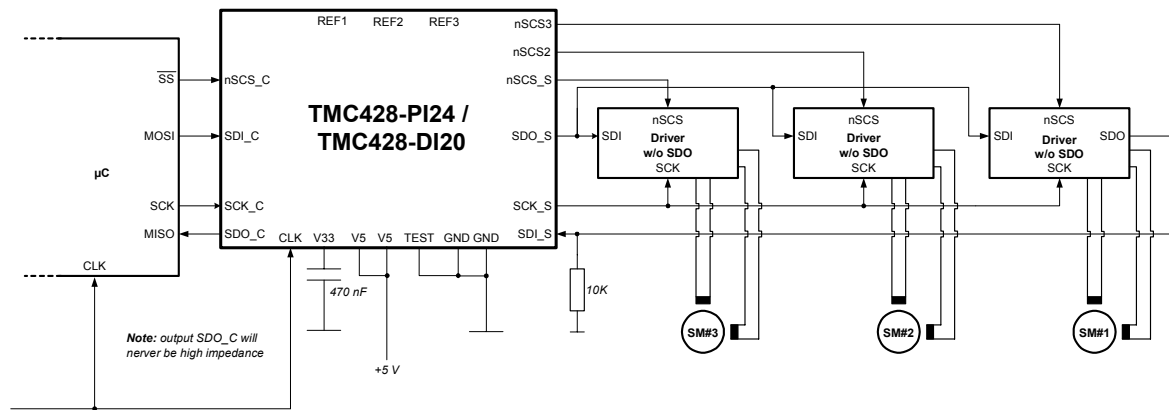 REF1 REF2 REF3
nSCS3
nSCS2
SS nSCS_C nSCS_S
TMC428-PI24 /
TMC428-DI20
nSCS nSCS nSCS
MOSI SDI_C SDO_S SDI SDI SDI SDO
Driver Driver Driver
w/o SDO w/o SDO w/o SDO
µC
SCK SCK SCK
SCK SCK_C SCK_S
MISO SDO_C SDI_S
CLK V33 V5 V5 TEST GND GND
CLK
470 nF
10K
Note: output SDO_C will
nerver be high impedance
SM#3 SM#2 SM#1
+5 V